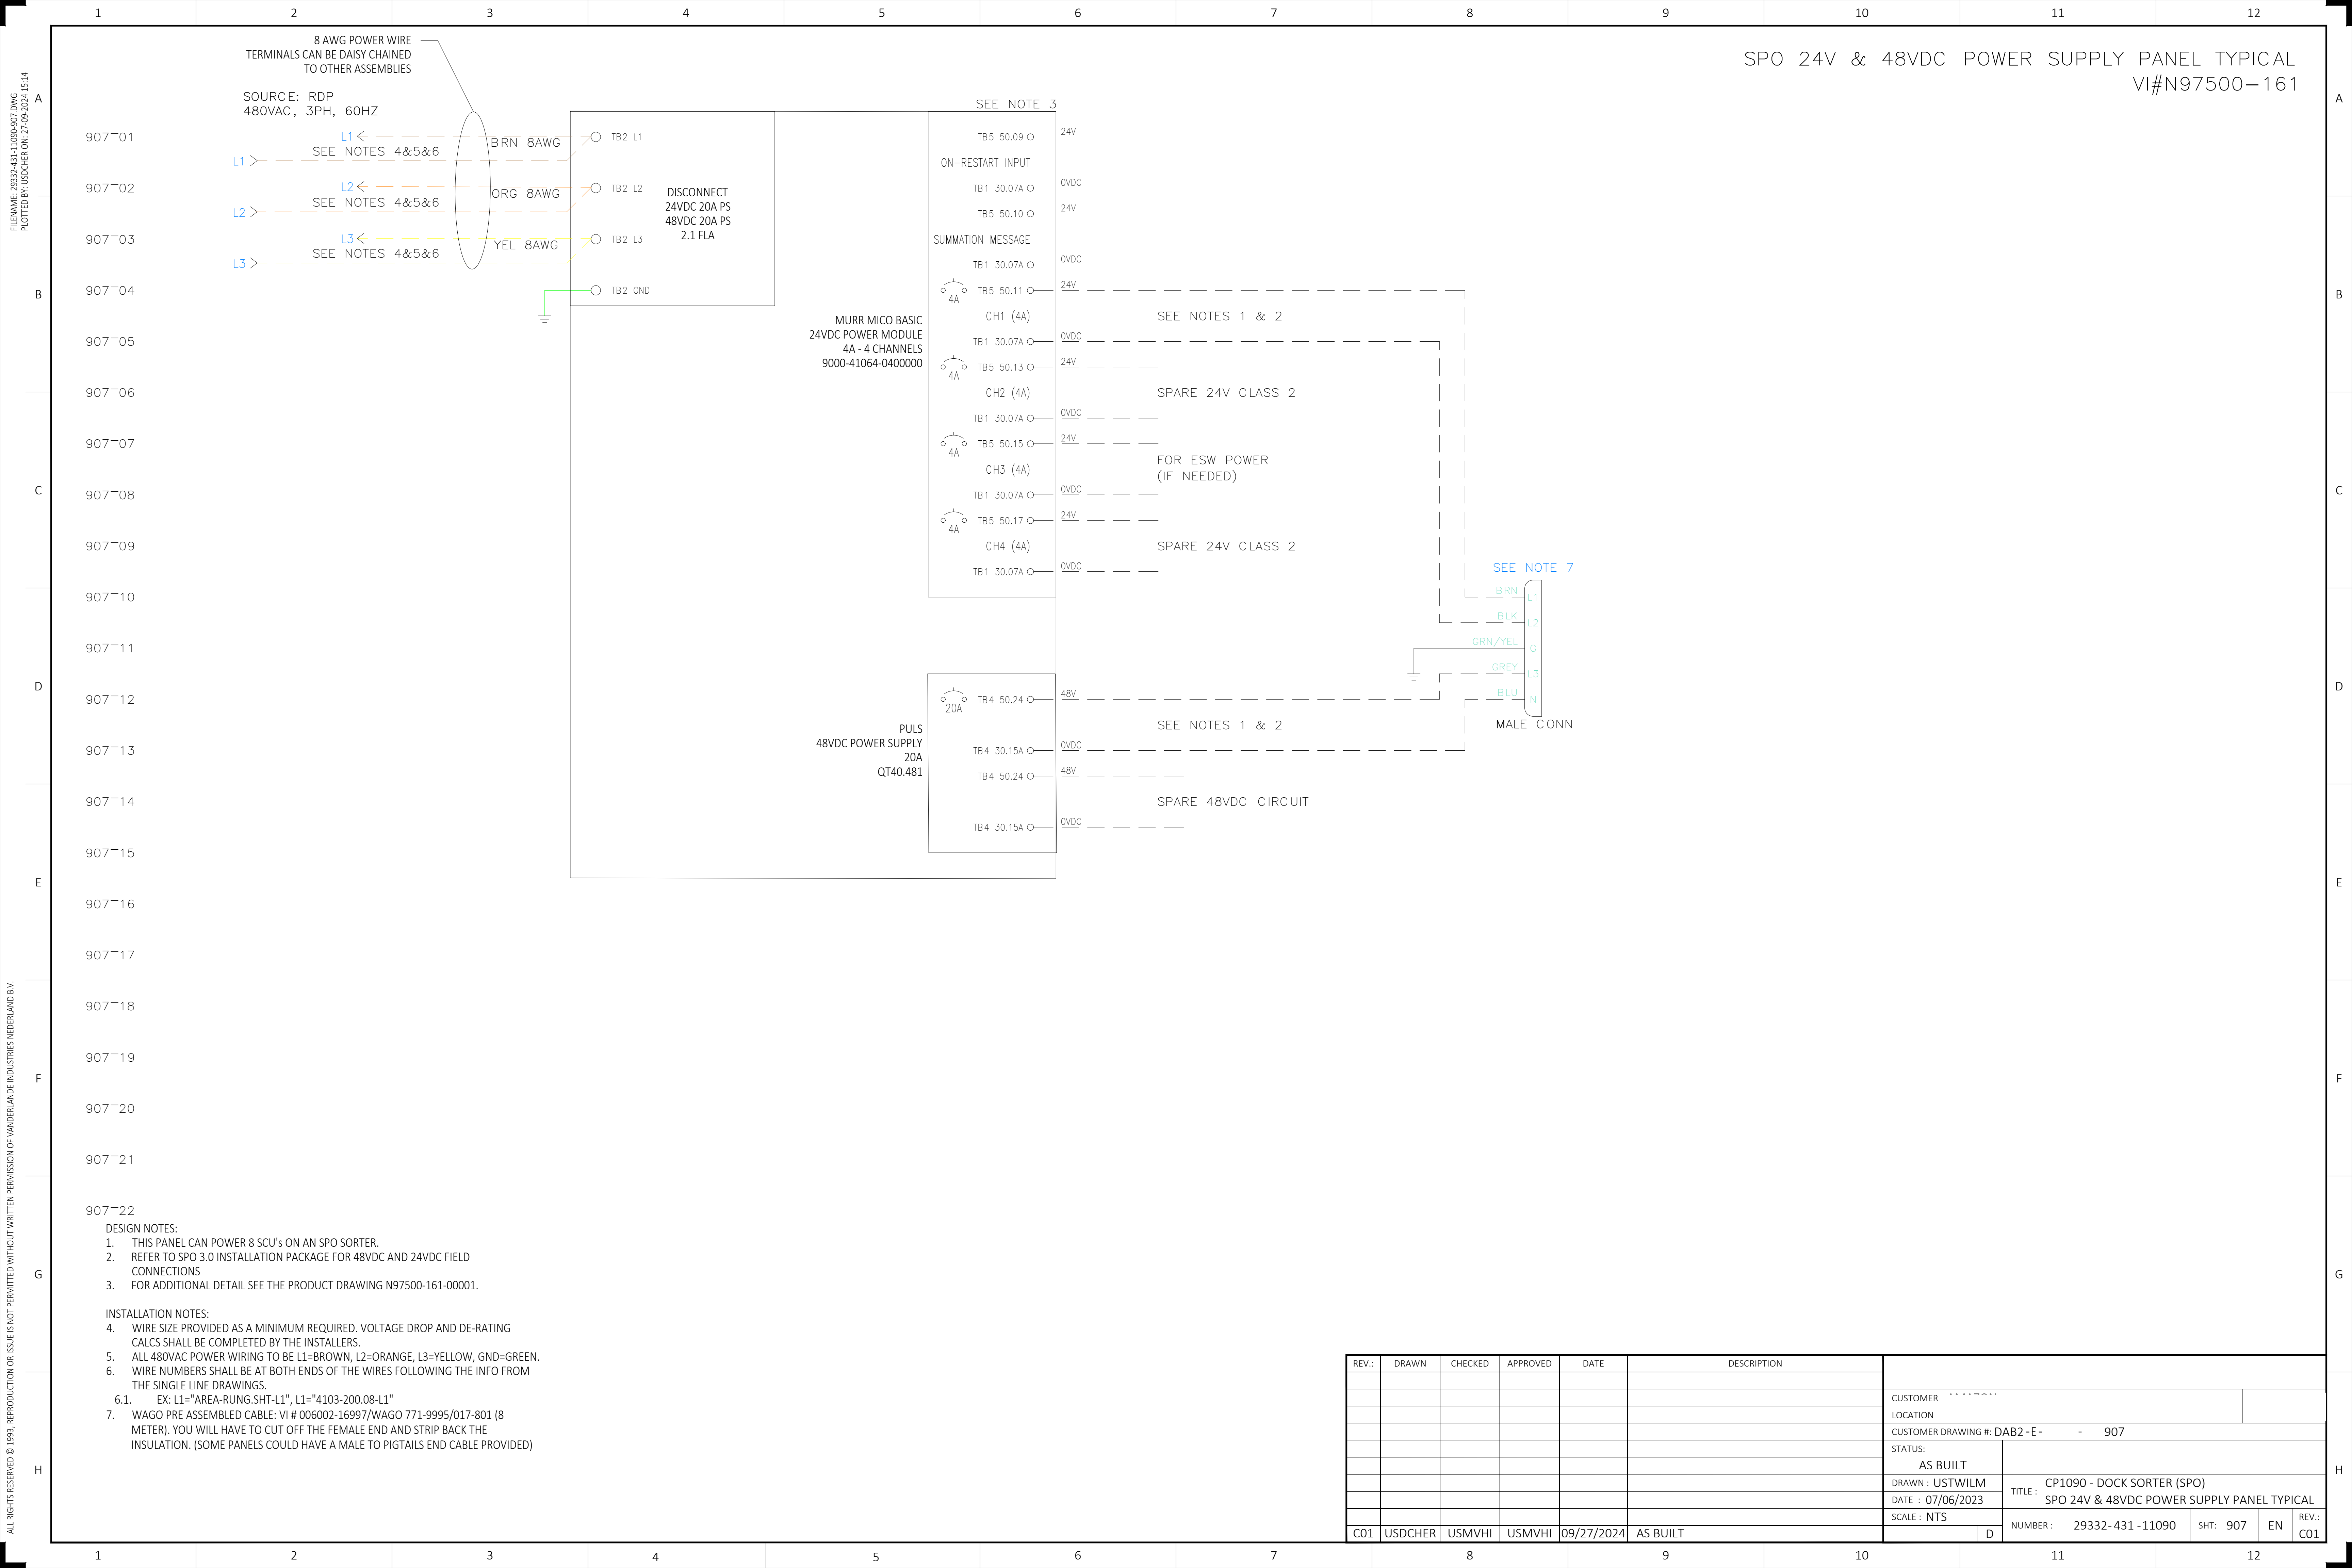 1 2 3 4 5 6 7 8 9 10 11 12
FILENAME: 29332-431-11090-907.DWG
PLOTTED BY: USDCHER ON: 27-09-2024 15:14
ALL RIGHTS RESERVED © 1993, REPRODUCTION OR ISSUE IS NOT PERMITTED WITHOUT WRITTEN PERMISSION OF VANDERLANDE INDUSTRIES NEDERLAND B.V.
A
B
C
D
E
F
G
H
SPO 24V & 48VDC POWER SUPPLY PANEL TYPICAL
VI#N97500-161
8 AWG POWER WIRE
TERMINALS CAN BE DAISY CHAINED
TO OTHER ASSEMBLIES
SOURCE: RDP
480VAC, 3PH, 60HZ
907-01
907-02
907-03
907-04
907-05
907-06
907-07
907-08
907-09
907-10
907-11
907-12
907-13
907-14
907-15
907-16
907-17
907-18
907-19
907-20
907-21
907-22
L1
SEE NOTES 4&5&6
L1
BRN 8AWG
TB2 L1
L2
SEE NOTES 4&5&6
L2
ORG 8AWG
TB2 L2
L3
SEE NOTES 4&5&6
L3
YEL 8AWG
TB2 L3
TB2 GND
DISCONNECT
24VDC 20A PS
48VDC 20A PS
2.1 FLA
SEE NOTE 3
TB5 50.09 24V
ON-RESTART INPUT
TB1 30.07A 0VDC
TB5 50.10 24V
SUMMATION MESSAGE
TB1 30.07A 0VDC
MURR MICO BASIC
24VDC POWER MODULE
4A - 4 CHANNELS
9000-41064-0400000
4A TB5 50.11 24V
CH1 (4A) SEE NOTES 1 & 2
TB1 30.07A 0VDC
4A TB5 50.13 24V
CH2 (4A) SPARE 24V CLASS 2
TB1 30.07A 0VDC
4A TB5 50.15 24V
CH3 (4A) FOR ESW POWER
(IF NEEDED)
TB1 30.07A 0VDC
4A TB5 50.17 24V
CH4 (4A) SPARE 24V CLASS 2
TB1 30.07A 0VDC
SEE NOTE 7
BRN L1
BLK L2
GRN/YEL G
GREY L3
BLU N
MALE CONN
PULS
48VDC POWER SUPPLY
20A
QT40.481
20A TB4 50.24 48V
SEE NOTES 1 & 2
TB4 30.15A 0VDC
TB4 50.24 48V
SPARE 48VDC CIRCUIT
TB4 30.15A 0VDC
DESIGN NOTES:
1. THIS PANEL CAN POWER 8 SCU's ON AN SPO SORTER.
2. REFER TO SPO 3.0 INSTALLATION PACKAGE FOR 48VDC AND 24VDC FIELD
CONNECTIONS
3. FOR ADDITIONAL DETAIL SEE THE PRODUCT DRAWING N97500-161-00001.
INSTALLATION NOTES:
4. WIRE SIZE PROVIDED AS A MINIMUM REQUIRED. VOLTAGE DROP AND DE-RATING
CALCS SHALL BE COMPLETED BY THE INSTALLERS.
5. ALL 480VAC POWER WIRING TO BE L1=BROWN, L2=ORANGE, L3=YELLOW, GND=GREEN.
6. WIRE NUMBERS SHALL BE AT BOTH ENDS OF THE WIRES FOLLOWING THE INFO FROM
THE SINGLE LINE DRAWINGS.
6.1. EX: L1="AREA-RUNG.SHT-L1", L1="4103-200.08-L1"
7. WAGO PRE ASSEMBLED CABLE: VI # 006002-16997/WAGO 771-9995/017-801 (8
METER). YOU WILL HAVE TO CUT OFF THE FEMALE END AND STRIP BACK THE
INSULATION. (SOME PANELS COULD HAVE A MALE TO PIGTAILS END CABLE PROVIDED)
REV.: DRAWN CHECKED APPROVED DATE DESCRIPTION
C01 USDCHER USMVHI USMVHI 09/27/2024 AS BUILT
CUSTOMER
LOCATION
CUSTOMER DRAWING #: DAB2-E- - 907
STATUS:
AS BUILT
DRAWN : USTWILM
DATE : 07/06/2023
SCALE : NTS
D
TITLE : CP1090 - DOCK SORTER (SPO)
SPO 24V & 48VDC POWER SUPPLY PANEL TYPICAL
NUMBER : 29332-431-11090
SHT: 907
EN
REV.:
C01
A
B
C
D
E
F
G
H
1 2 3 4 5 6 7 8 9 10 11 12